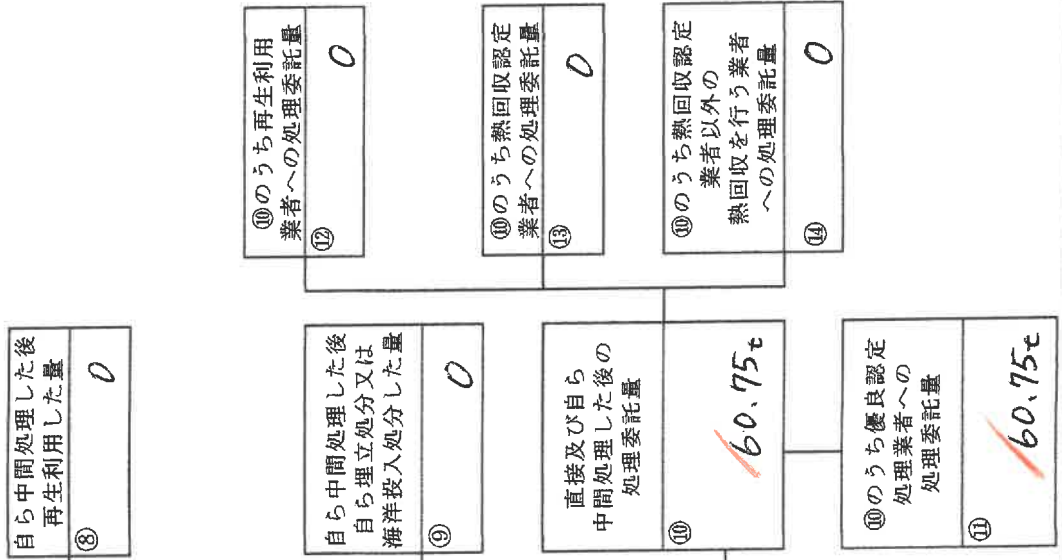 自ら中間処理した後
再生利用した量
⑧
0
自ら中間処理した後
自ら埋立処分又は
海洋投入処分した量
⑨
0
直接及び自ら
中間処理した後の
処理委託量
⑩
60.75t
⑩のうち優良認定
処理業者への
処理委託量
⑪
60.75t
⑩のうち再生利用
業者への処理委託量
⑫
0
⑩のうち熱回収認定
業者への処理委託量
⑬
0
⑩のうち熱回収認定
業者以外の
熱回収を行う業者
への処理委託量
⑭
0